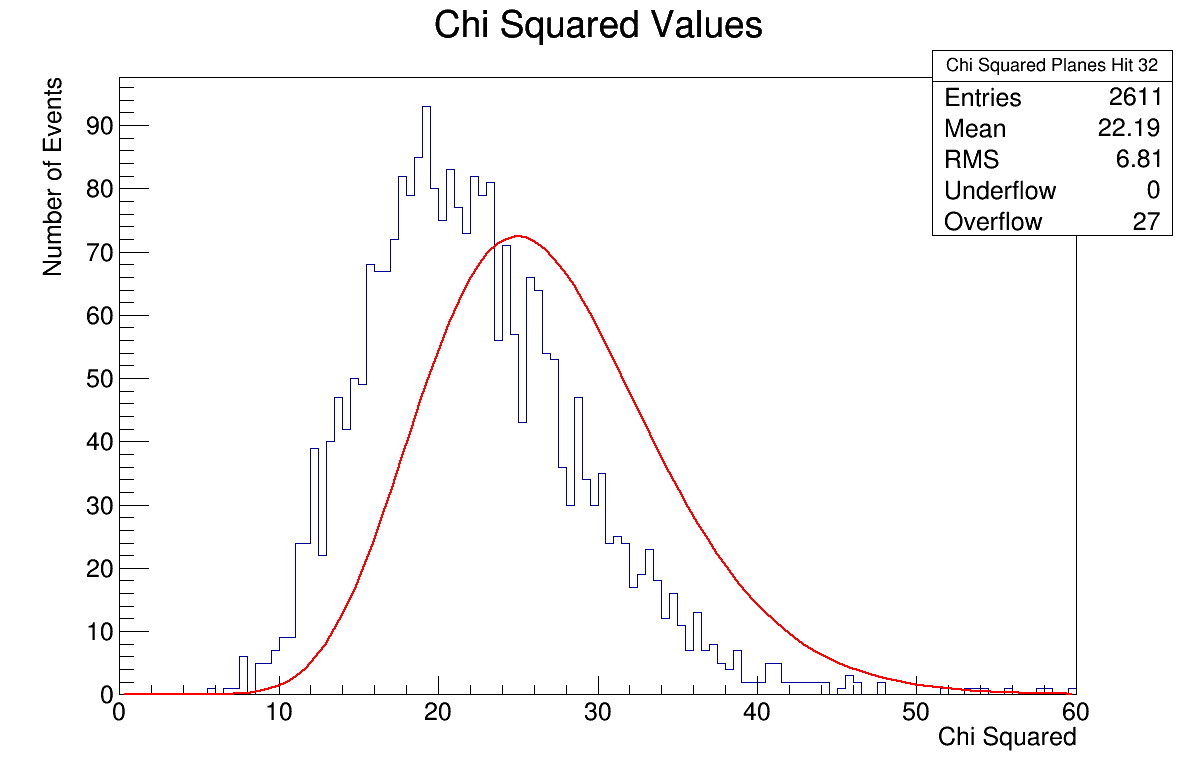 Chi Squared Values
Chi Squared Planes Hit 32
Entries 2611
Mean 22.19
RMS 6.81
Underflow 0
Overflow 27
Number of Events
90
80
70
60
50
40
30
20
10
0
0 10 20 30 40 50 60
Chi Squared